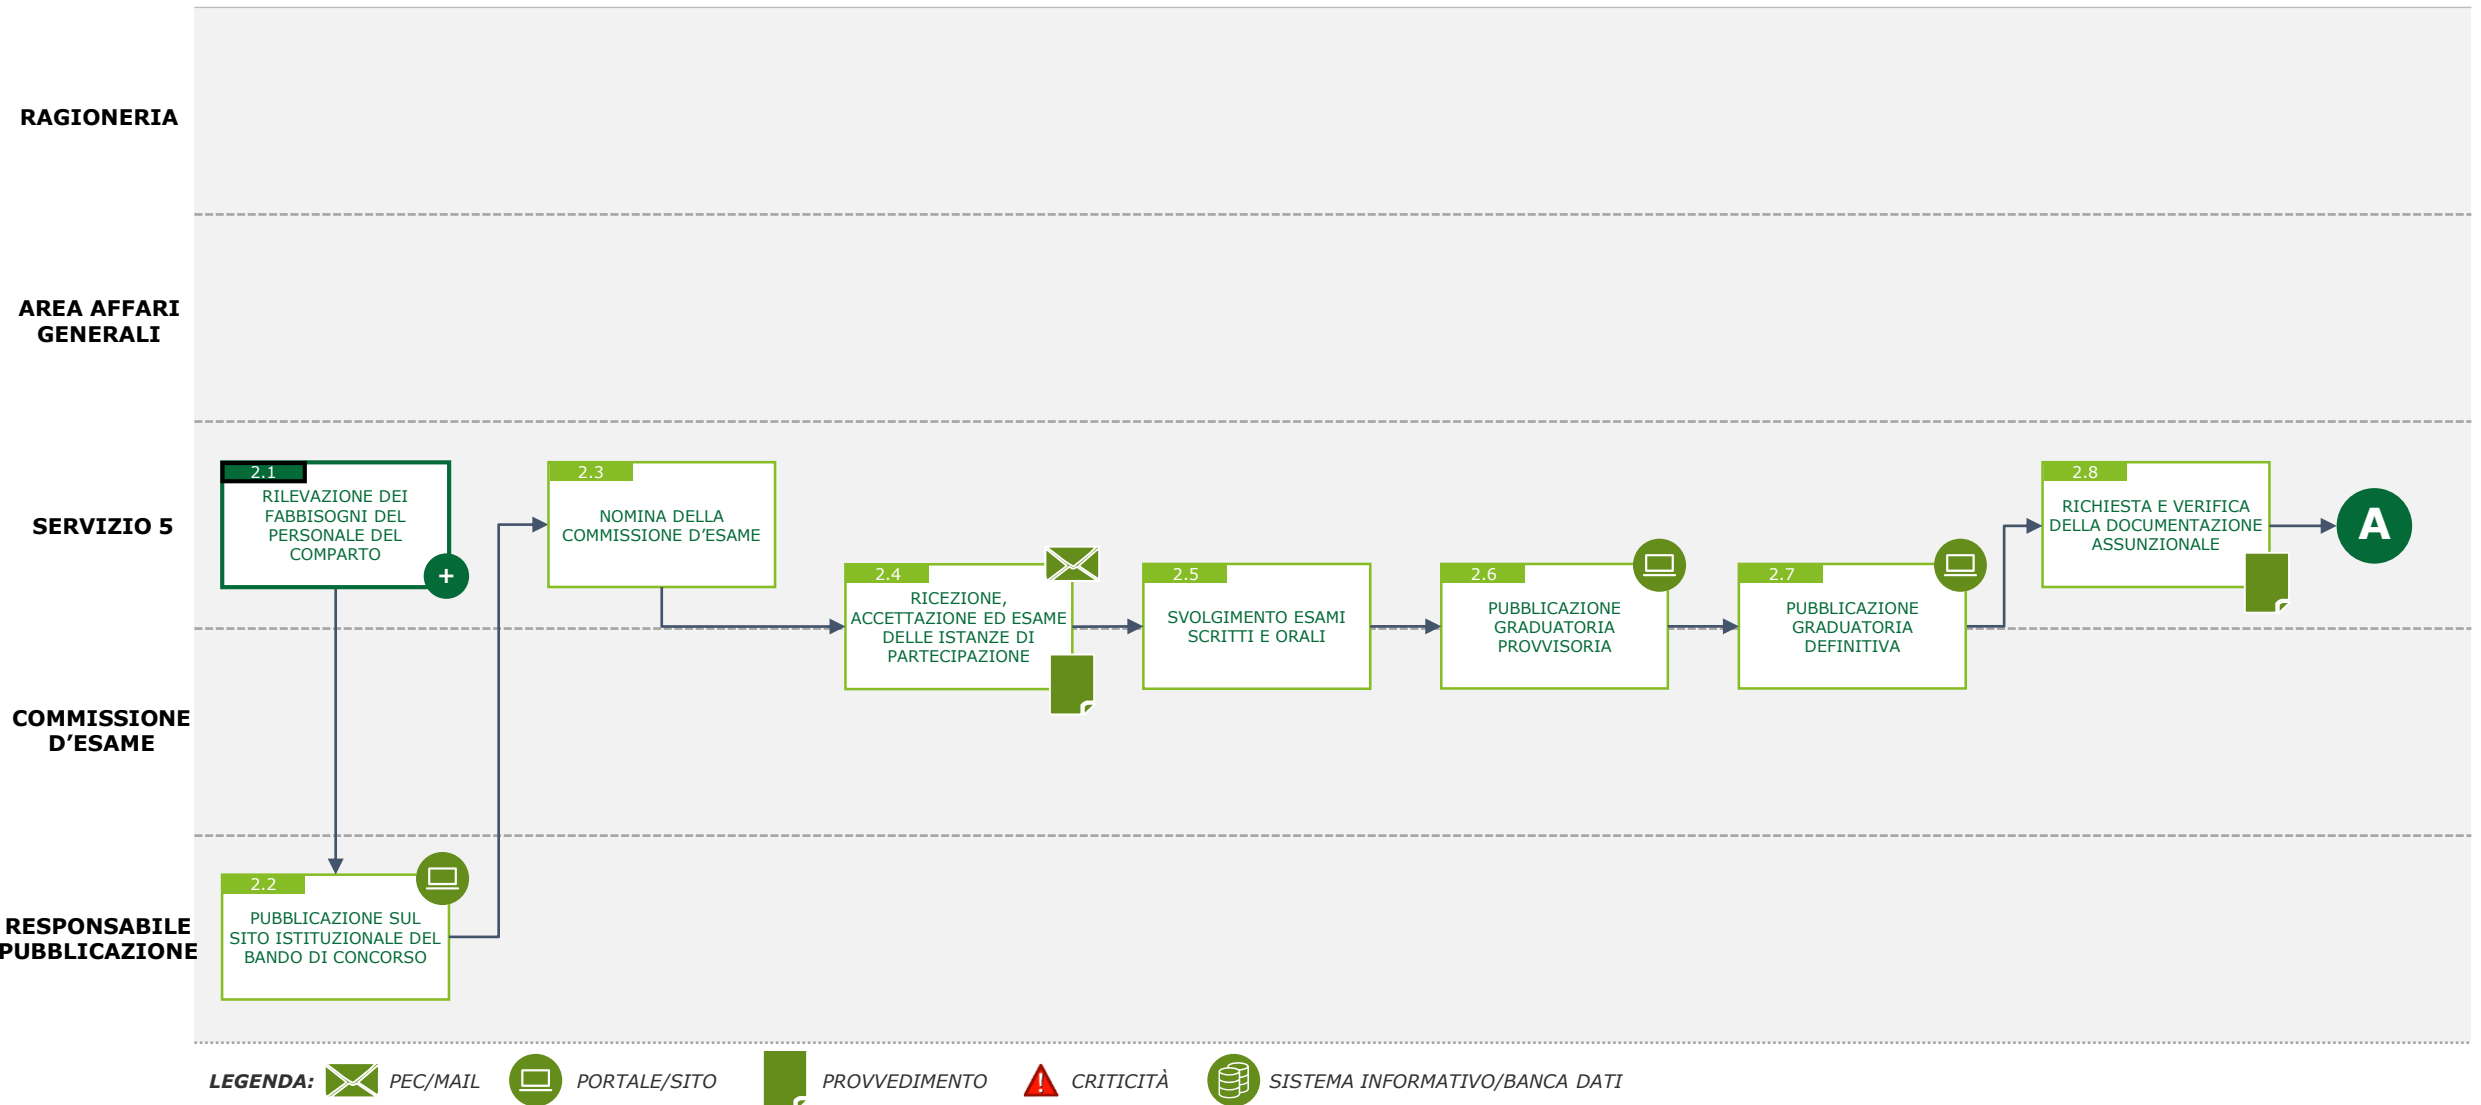 RAGIONERIA
AREA AFFARI
GENERALI
SERVIZIO 5
2.1
RILEVAZIONE DEI
FABBISOGNI DEL
PERSONALE DEL
COMPARTO
+
2.3
NOMINA DELLA
COMMISSIONE D’ESAME
2.4
RICEZIONE,
ACCETTAZIONE ED ESAME
DELLE ISTANZE DI
PARTECIPAZIONE
2.5
SVOLGIMENTO ESAMI
SCRITTI E ORALI
2.6
PUBBLICAZIONE
GRADUATORIA
PROVVISORIA
2.7
PUBBLICAZIONE
GRADUATORIA
DEFINITIVA
2.8
RICHIESTA E VERIFICA
DELLA DOCUMENTAZIONE
ASSUNZIONALE
A
COMMISSIONE
D’ESAME
RESPONSABILE
PUBBLICAZIONE
2.2
PUBBLICAZIONE SUL
SITO ISTITUZIONALE DEL
BANDO DI CONCORSO
LEGENDA:
PEC/MAIL
PORTALE/SITO
PROVVEDIMENTO
CRITICITÀ
SISTEMA INFORMATIVO/BANCA DATI